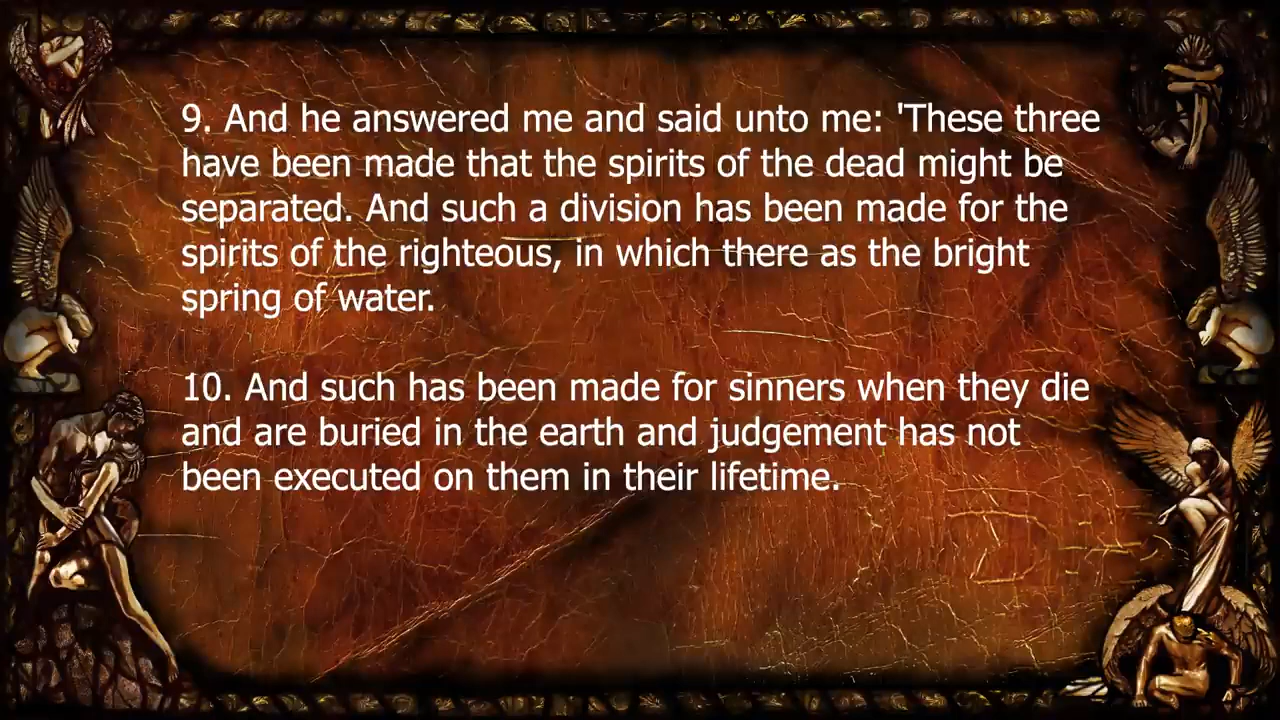 9. And he answered me and said unto me: 'These three
have been made that the spirits of the dead might be
separated. And such a division has been made for the
spirits of the righteous, in which there as the bright
spring of water.
10. And such has been made for sinners when they die
and are buried in the earth and judgement has not
been executed on them in their lifetime.